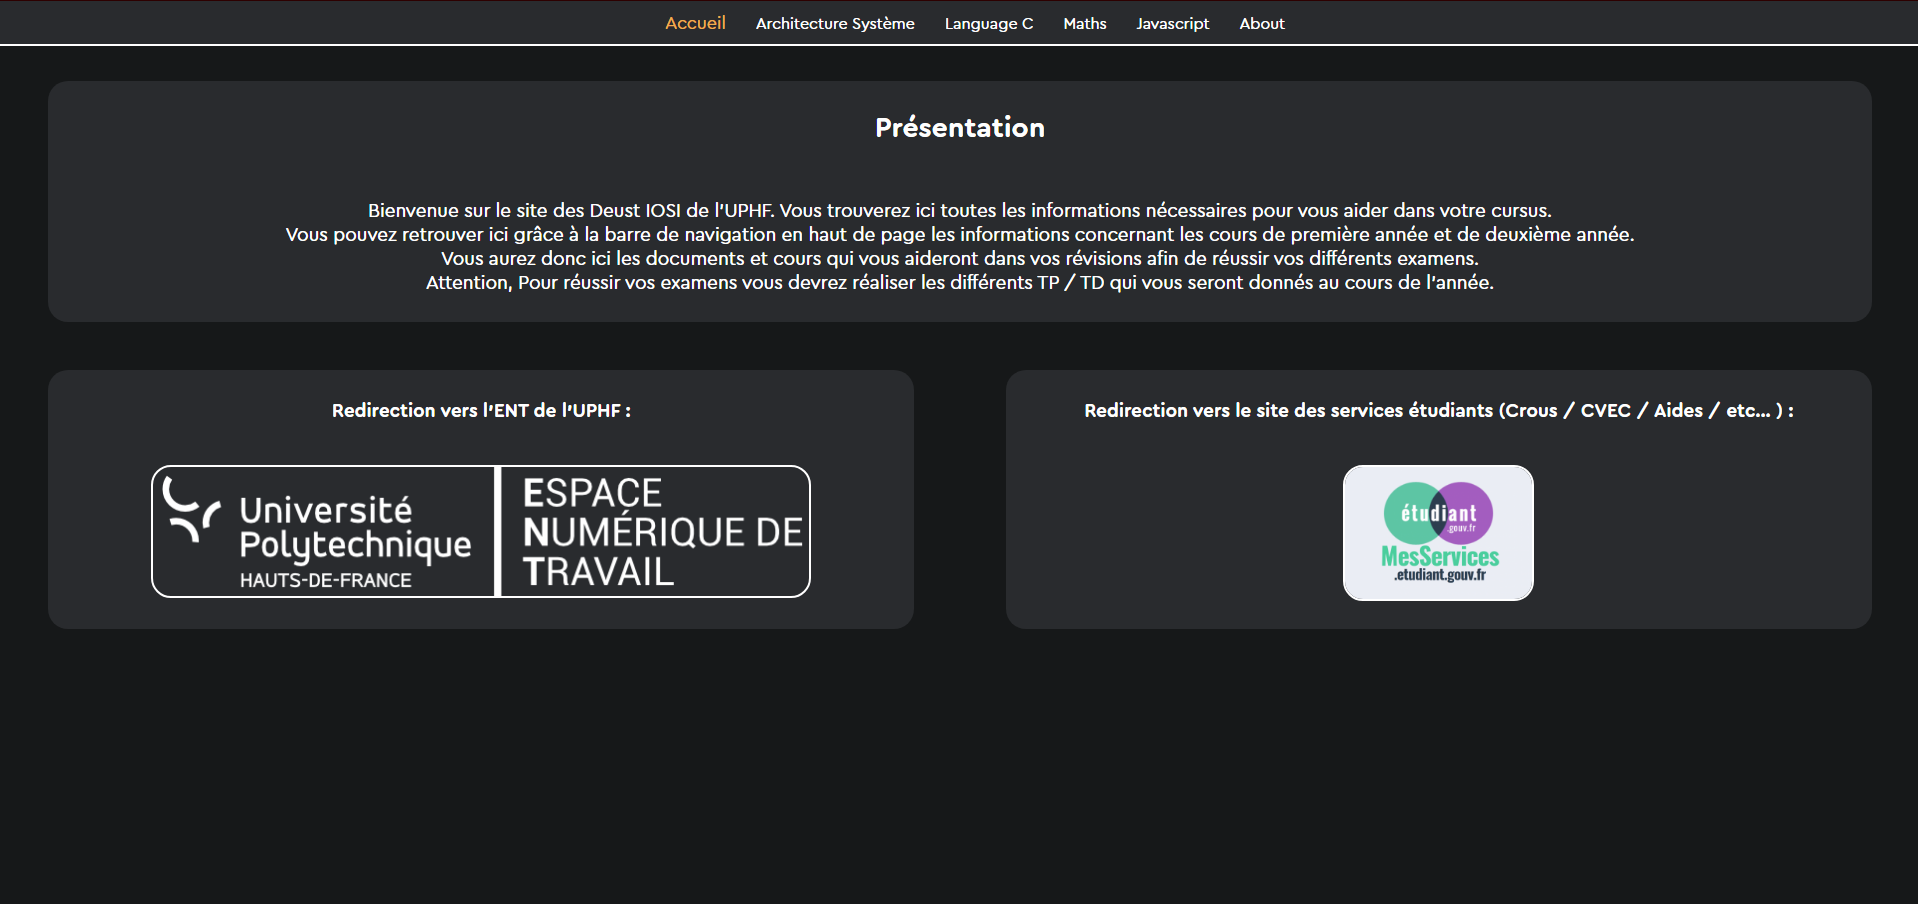 Accueil Architecture Système Language C Maths Javascript About
Présentation
Bienvenue sur le site des Deust IOSI de l'UPHF. Vous trouverez ici toutes les informations nécessaires pour vous aider dans votre cursus.
Vous pouvez retrouver ici grâce à la barre de navigation en haut de page les informations concernant les cours de première année et de deuxième année.
Vous aurez donc ici les documents et cours qui vous aideront dans vos révisions afin de réussir vos différents examens.
Attention, Pour réussir vos examens vous devrez réaliser les différents TP / TD qui vous seront donnés au cours de l'année.
Redirection vers l'ENT de l'UPHF :
Université
Polytechnique
HAUTS-DE-FRANCE
ESPACE
NUMÉRIQUE DE
TRAVAIL
Redirection vers le site des services étudiants (Crous / CVEC / Aides / etc... ) :
étudiant
.gouv.fr
MesServices
.etudiant.gouv.fr